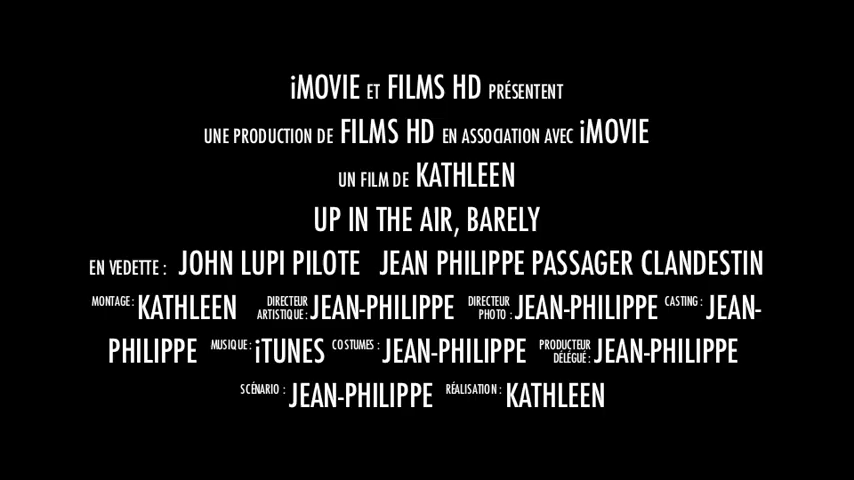 iMOVIE ET FILMS HD PRÉSENTENT
UNE PRODUCTION DE FILMS HD EN ASSOCIATION AVEC iMOVIE
UN FILM DE KATHLEEN
UP IN THE AIR, BARELY
EN VEDETTE : JOHN LUPI PILOTE JEAN PHILIPPE PASSAGER CLANDESTIN
MONTAGE : KATHLEEN DIRECTEUR ARTISTIQUE : JEAN-PHILIPPE DIRECTEUR PHOTO : JEAN-PHILIPPE CASTING : JEAN-
PHILIPPE MUSIQUE : iTUNES COSTUMES : JEAN-PHILIPPE PRODUCTEUR DÉLÉGUÉ : JEAN-PHILIPPE
SCÉNARIO : JEAN-PHILIPPE RÉALISATION : KATHLEEN